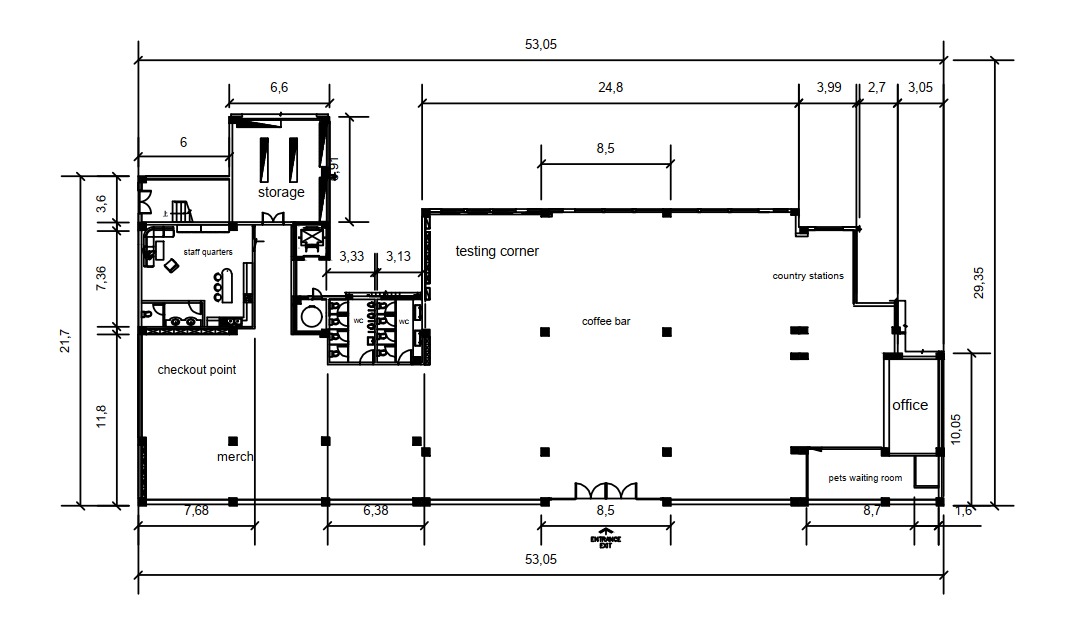 53,05
6,6
24,8
3,99
2,7
3,05
6
8,5
storage
3,6
testing corner
staff quarters
3,33
3,13
country stations
7,36
29,35
WC
WC
coffee bar
21,7
checkout point
office
11,8
10,05
merch
pets waiting room
7,68
6,38
8,5
8,7
1,6
ENTRANCE
EXIT
53,05